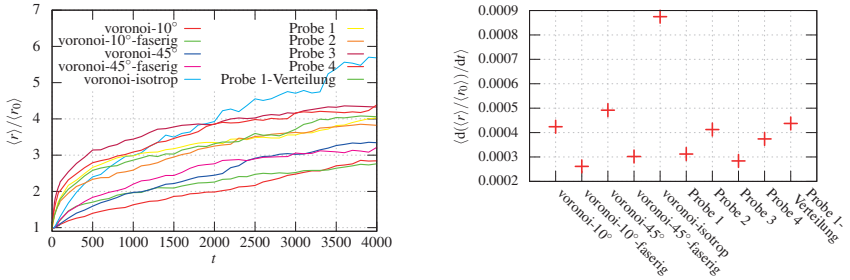 7
6
5
4
3
2
1
⟨r⟩/⟨r₀⟩
voronoi-10°
voronoi-10°-faserig
voronoi-45°
voronoi-45°-faserig
voronoi-isotrop
Probe 1
Probe 2
Probe 3
Probe 4
Probe 1-Verteilung
0 500 1000 1500 2000 2500 3000 3500 4000
t
0.0009
0.0008
0.0007
0.0006
0.0005
0.0004
0.0003
0.0002
⟨d(⟨r⟩/⟨r₀⟩)/dt⟩
voronoi-10°
voronoi-10°-faserig
voronoi-45°
voronoi-45°-faserig
voronoi-isotrop
Probe 1
Probe 2
Probe 3
Probe 4
Probe 1-
Verteilung